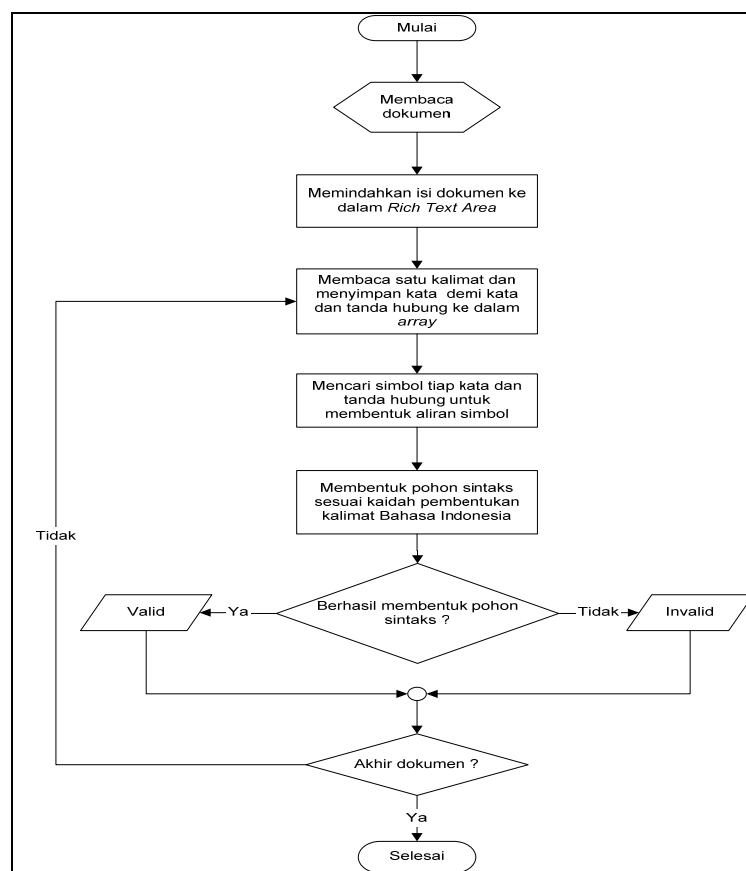 Mulai
Membaca
dokumen
Memindahkan isi dokumen ke
dalam Rich Text Area
Membaca satu kalimat dan
menyimpan kata demi kata
dan tanda hubung ke dalam
array
Mencari simbol tiap kata dan
tanda hubung untuk
membentuk aliran simbol
Membentuk pohon sintaks
sesuai kaidah pembentukan
kalimat Bahasa Indonesia
Tidak
Valid
Ya
Berhasil membentuk pohon
sintaks ?
Tidak
Invalid
Akhir dokumen ?
Ya
Selesai